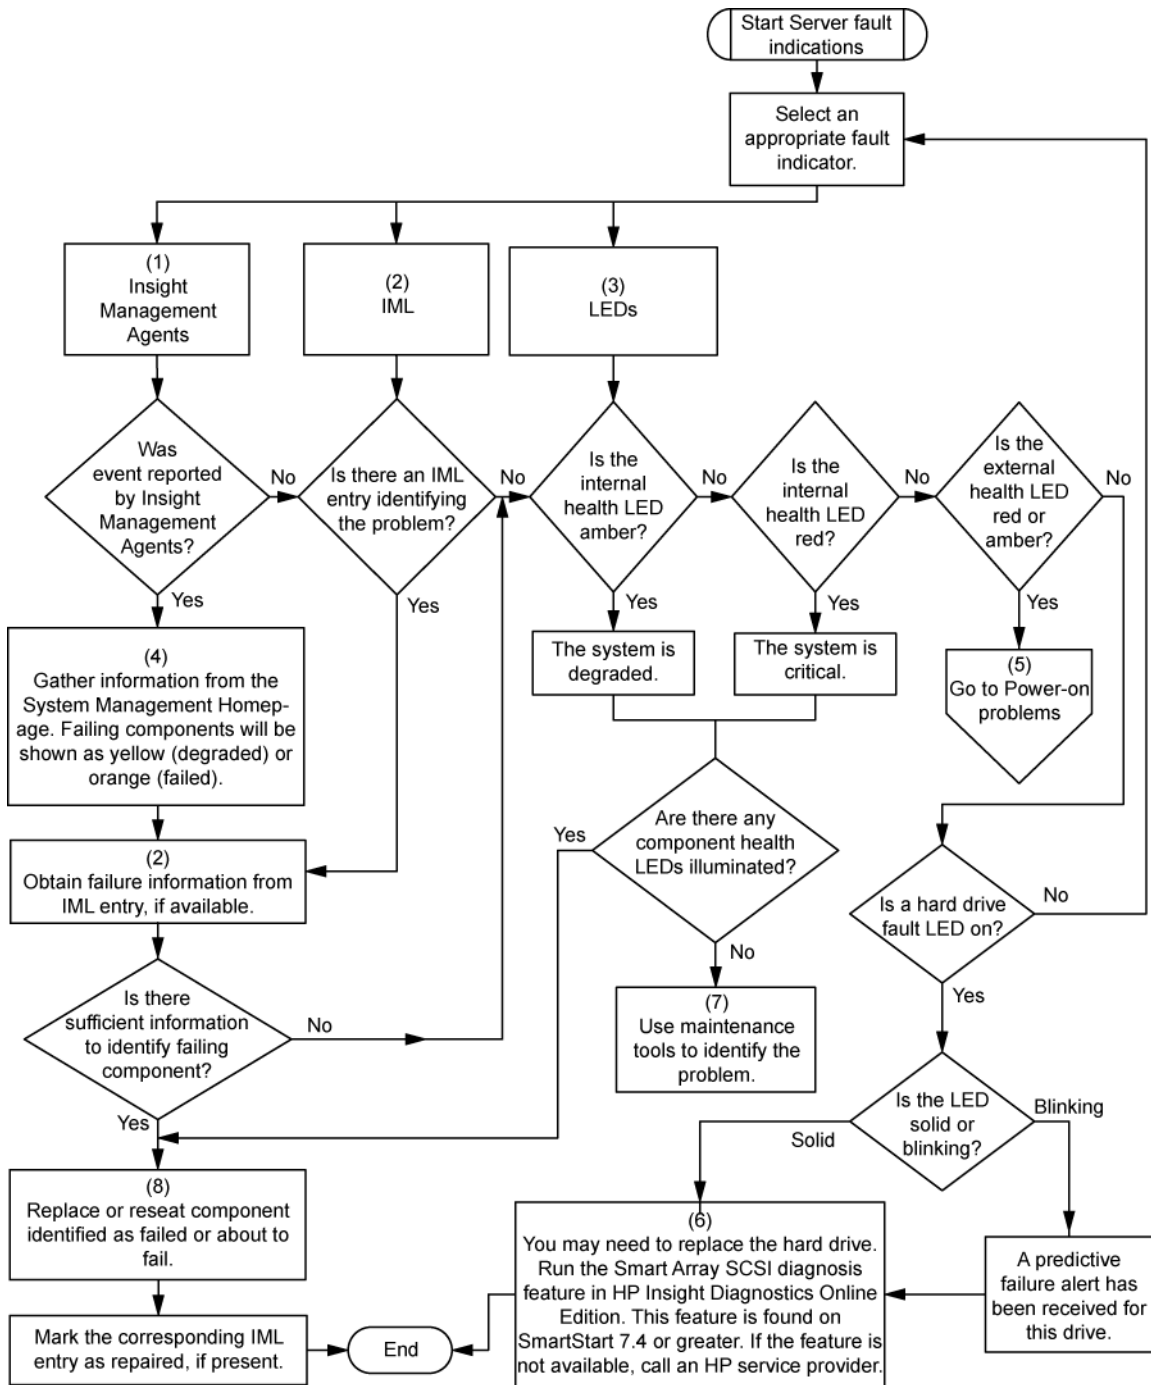 Start Server fault
indications
Select an
appropriate fault
indicator.
(1)
Insight
Management
Agents
(2)
IML
(3)
LEDs
Was
event reported
by Insight
Management
Agents?
No
Is there an IML
entry identifying
the problem?
No
Is the
internal
health LED
amber?
No
Is the
internal
health LED
red?
No
Is the
external
health LED
red or
amber?
No
Yes
Yes
Yes
Yes
Yes
(4)
Gather information from the
System Management Homep-
age. Failing components will be
shown as yellow (degraded) or
orange (failed).
The system is
degraded.
The system is
critical.
(5)
Go to Power-on
problems
Are there any
component health
LEDs illuminated?
Yes
No
(2)
Obtain failure information from
IML entry, if available.
Is a hard drive
fault LED on?
No
Yes
Is there
sufficient information
to identify failing
component?
No
Yes
(7)
Use maintenance
tools to identify the
problem.
Is the LED
solid or
blinking?
Solid
Blinking
(8)
Replace or reseat component
identified as failed or about to
fail.
(6)
You may need to replace the hard drive.
Run the Smart Array SCSI diagnosis
feature in HP Insight Diagnostics Online
Edition. This feature is found on
SmartStart 7.4 or greater. If the feature is
not available, call an HP service provider.
A predictive
failure alert has
been received for
this drive.
Mark the corresponding IML
entry as repaired, if present.
End